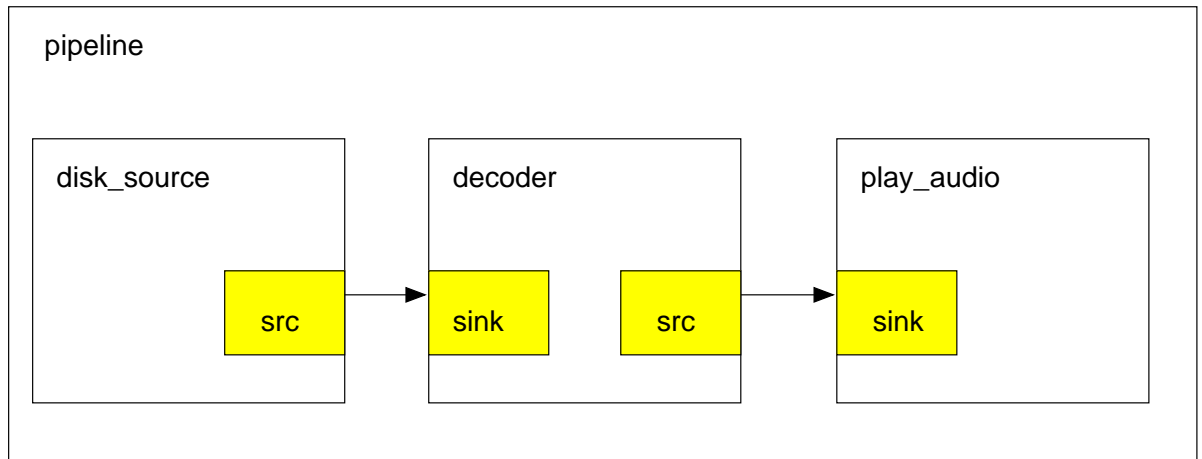 pipeline
disk_source
decoder
play_audio
src
sink
src
sink